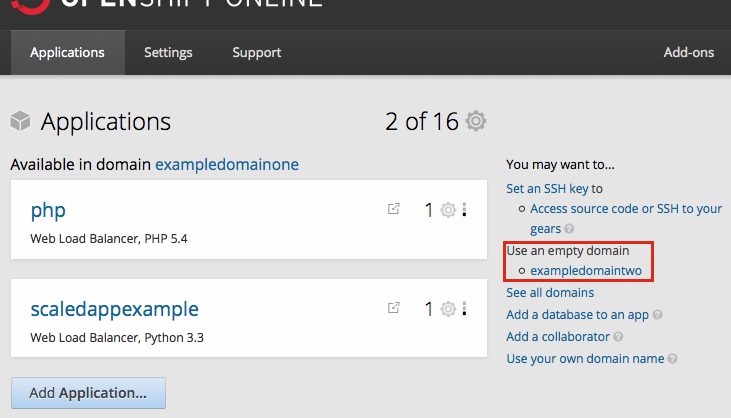 OPENSHIFT ONLINE
Applications
Settings
Support
Add-ons
Applications
2 of 16
Available in domain exampledomainone
php
1
Web Load Balancer, PHP 5.4
scaledappexample
1
Web Load Balancer, Python 3.3
Add Application...
You may want to...
Set an SSH key to
Access source code or SSH to your
gears ?
Use an empty domain
exampledomaintwo
See all domains
Add a database to an app ?
Add a collaborator ?
Use your own domain name ?